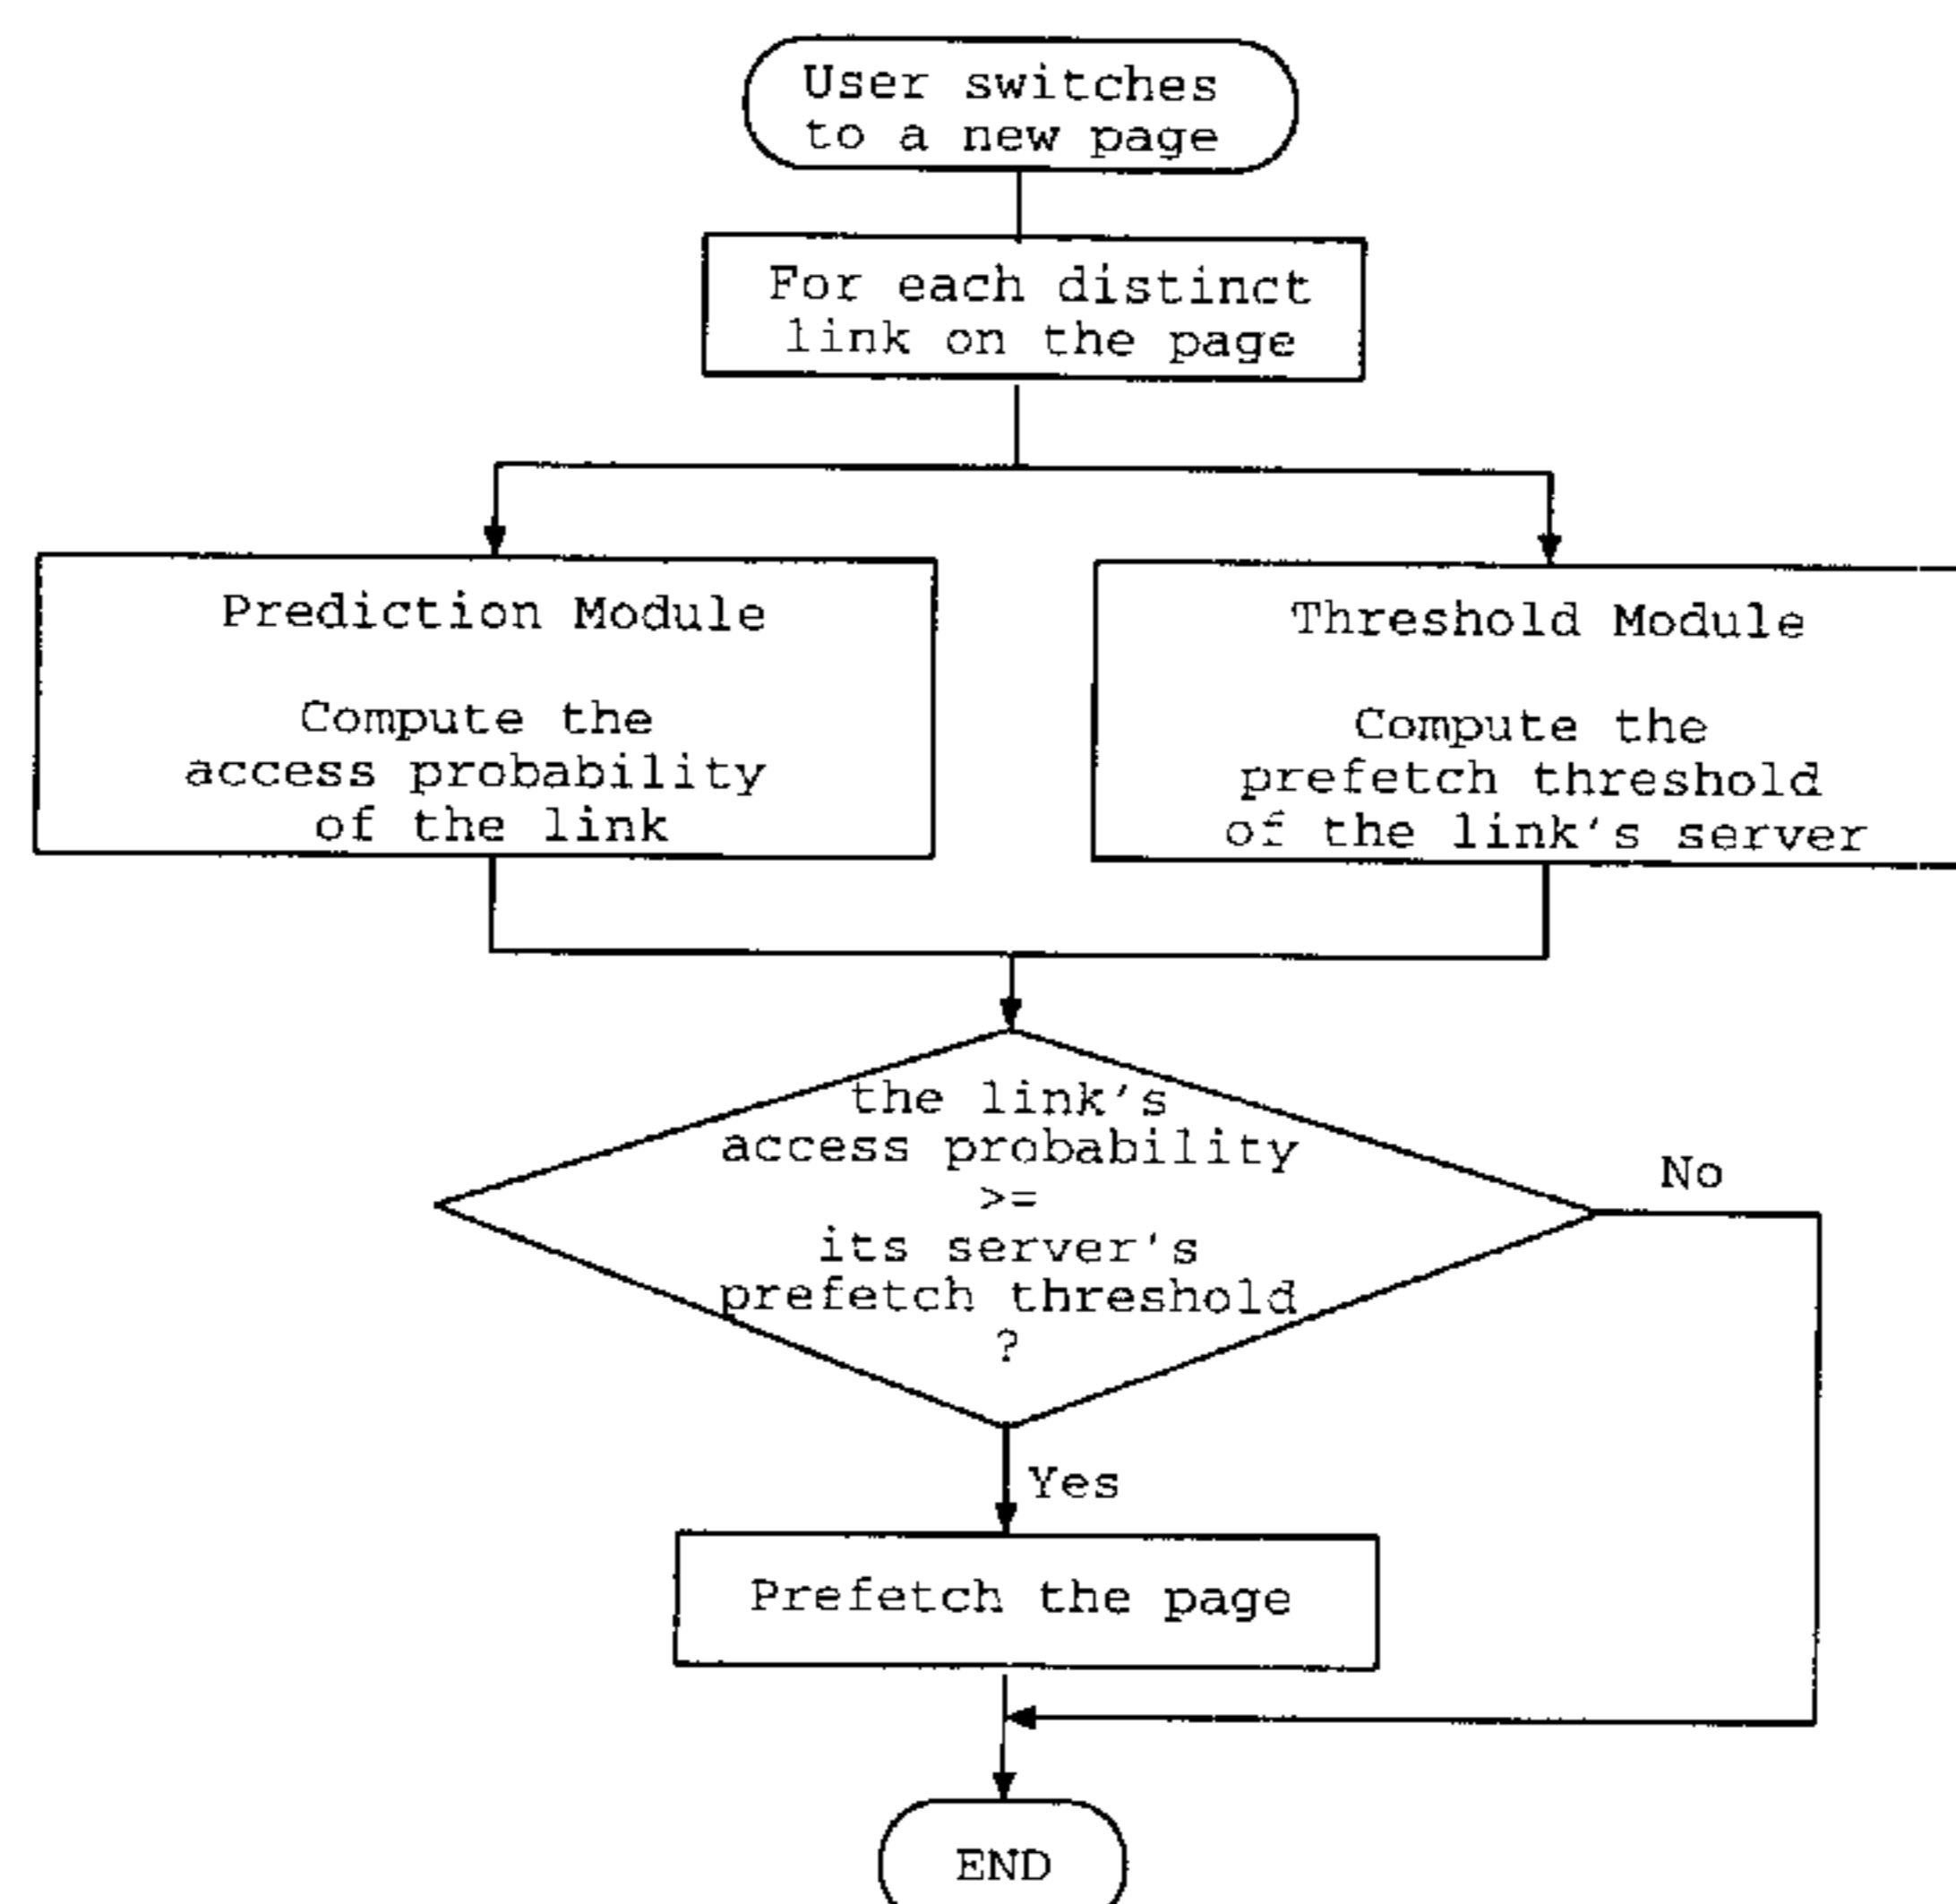 User switches
to a new page
For each distinct
link on the page
Prediction Module
Compute the
access probability
of the link
Threshold Module
Compute the
prefetch threshold
of the link's server
the link's
access probability
>=
its server's
prefetch threshold
?
No
Yes
Prefetch the page
END